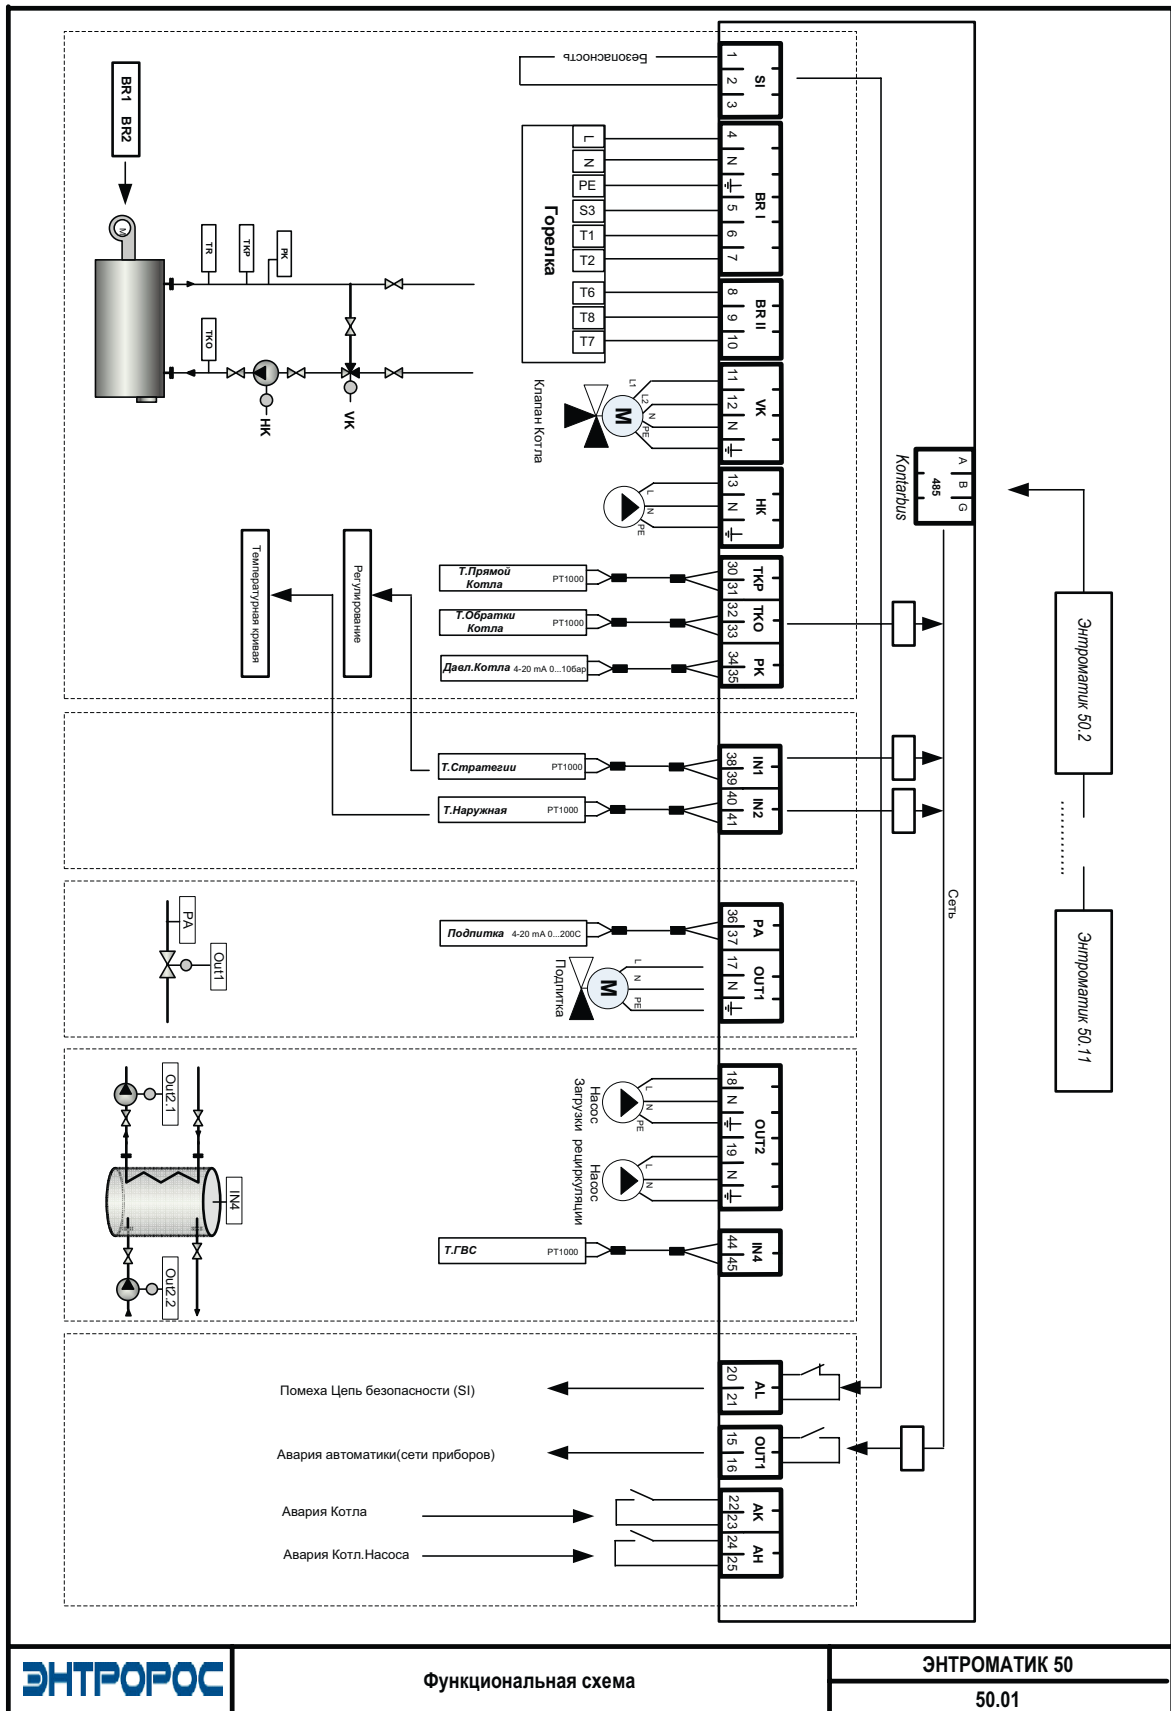 Безопасность
1
2
3
SI
BR1 BR2
L
N
PE
S3
T1
T2
T6
T8
T7
Горелка
4
N
5
6
7
BR I
8
9
10
BR II
M
TR
TKP
PK
TKO
HK
VK
L1
L2
N
PE
M
Клапан Котла
11
12
N
VK
L
N
PE
13
N
HK
A
B
G
485
Kontarbus
Энтроматик 50.2
............
Энтроматик 50.11
Сеть
Температурная кривая
Регулирование
Т.Прямой
Котла
PT1000
30
31
TKP
Т.Обратки
Котла
PT1000
32
33
TKO
Давл.Котла 4-20 mA 0...10бар
34
35
PK
Т.Стратегии PT1000
38
39
IN1
Т.Наружная PT1000
40
41
IN2
PA
Out1
Подпитка 4-20 mA 0...200C
36
37
PA
L
N
PE
M
Подпитка
17
N
OUT1
Out2.1
IN4
Out2.2
Насос
Загрузки
L
N
PE
Насос
рециркуляции
L
N
18
N
19
N
OUT2
Т.ГВС PT1000
44
45
IN4
Помеха Цепь безопасности (SI)
20
21
AL
Авария автоматики(сети приборов)
15
16
OUT1
Авария Котла
22
23
AK
Авария Котл.Насоса
24
25
AH
ЭНТРОРОС
Функциональная схема
ЭНТРОМАТИК 50
50.01